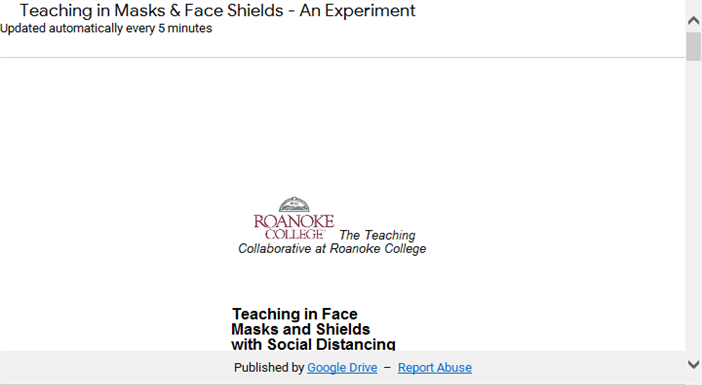 Teaching in Masks & Face Shields - An Experiment
Updated automatically every 5 minutes
ROANOKE
COLLEGE The Teaching
Collaborative at Roanoke College
Teaching in Face
Masks and Shields
with Social Distancing
Published by Google Drive – Report Abuse